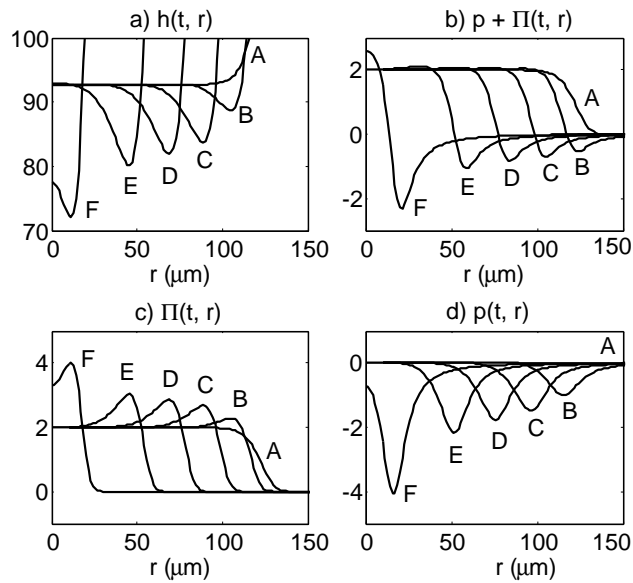 a) h(t, r)
100
90
80
70
0
50
100
150
r (μm)
A
B
C
D
E
F
b) p + Π(t, r)
2
0
-2
0
50
100
150
r (μm)
A
B
C
D
E
F
c) Π(t, r)
4
2
0
0
50
100
150
r (μm)
F
E
D
C
B
A
d) p(t, r)
0
-2
-4
0
50
100
150
r (μm)
A
B
C
D
E
F